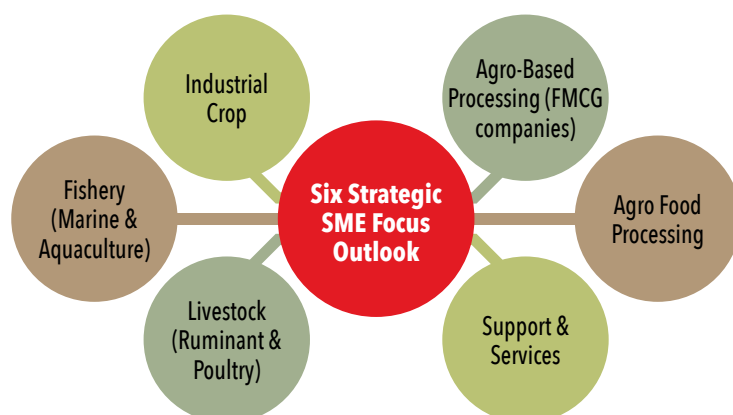 Industrial
Crop
Agro-Based
Processing (FMCG
companies)
Fishery
(Marine &
Aquaculture)
Six Strategic
SME Focus
Outlook
Agro Food
Processing
Livestock
(Ruminant &
Poultry)
Support &
Services